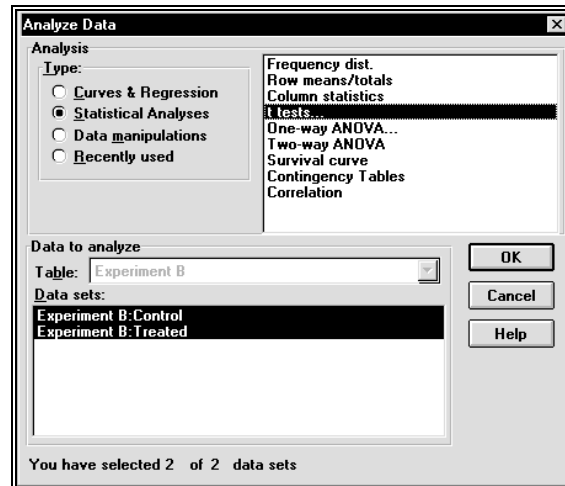 Analyze Data
Analysis
Type:
Curves & Regression
Statistical Analyses
Data manipulations
Recently used
Frequency dist.
Row means/totals
Column statistics
t tests...
One-way ANOVA...
Two-way ANOVA
Survival curve
Contingency Tables
Correlation
Data to analyze
Table: Experiment B
Data sets:
Experiment B:Control
Experiment B:Treated
OK
Cancel
Help
You have selected 2 of 2 data sets